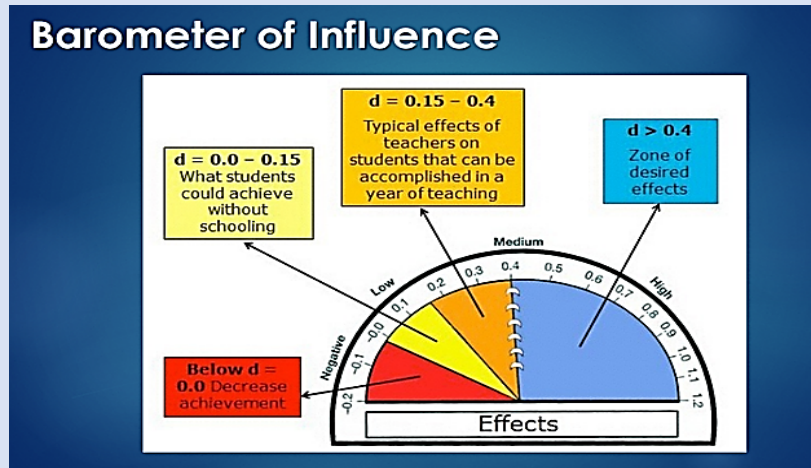 Barometer of Influence
d = 0.15 – 0.4
Typical effects of
teachers on
students that can be
accomplished in a
year of teaching
d > 0.4
Zone of
desired
effects
d = 0.0 – 0.15
What students
could achieve
without
schooling
Below d =
0.0 Decrease
achievement
Negative
Low
Medium
High
-0.2
-0.1
-0.0
0.1
0.2
0.3
0.4
0.5
0.6
0.7
0.8
0.9
1.0
1.1
1.2
Effects